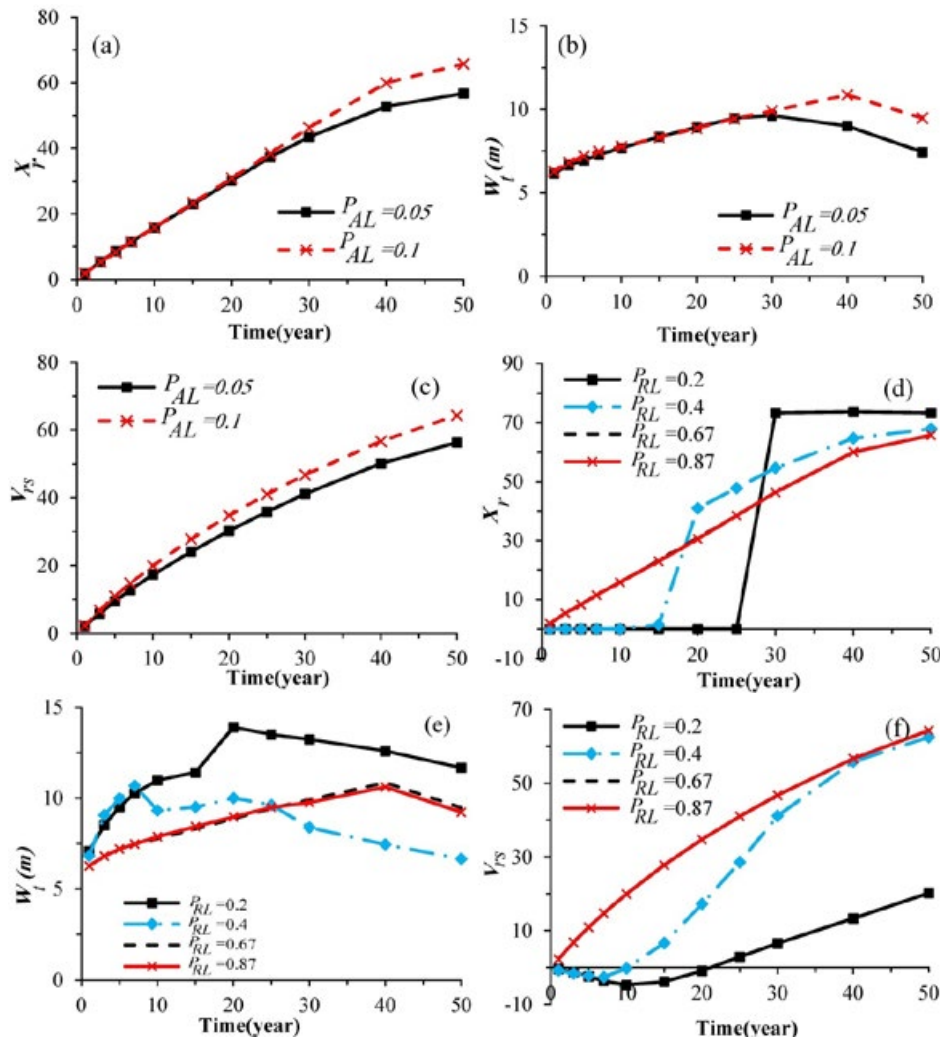 (a)
80
60
40
20
0
X_r
P_AL=0.05
P_AL=0.1
0 10 20 30 40 50
Time(year)
(b)
15
10
5
0
W_t (m)
P_AL=0.05
P_AL=0.1
0 10 20 30 40 50
Time(year)
(c)
80
60
40
20
0
V_rs
P_AL=0.05
P_AL=0.1
0 10 20 30 40 50
Time(year)
(d)
90
70
50
30
10
-10
X_r
P_RL=0.2
P_RL=0.4
P_RL=0.67
P_RL=0.87
0 10 20 30 40 50
Time(year)
(e)
15
10
5
0
W_t (m)
P_RL=0.2
P_RL=0.4
P_RL=0.67
P_RL=0.87
0 10 20 30 40 50
Time(year)
(f)
70
50
30
10
-10
V_rs
P_RL=0.2
P_RL=0.4
P_RL=0.67
P_RL=0.87
0 10 20 30 40 50
Time(year)